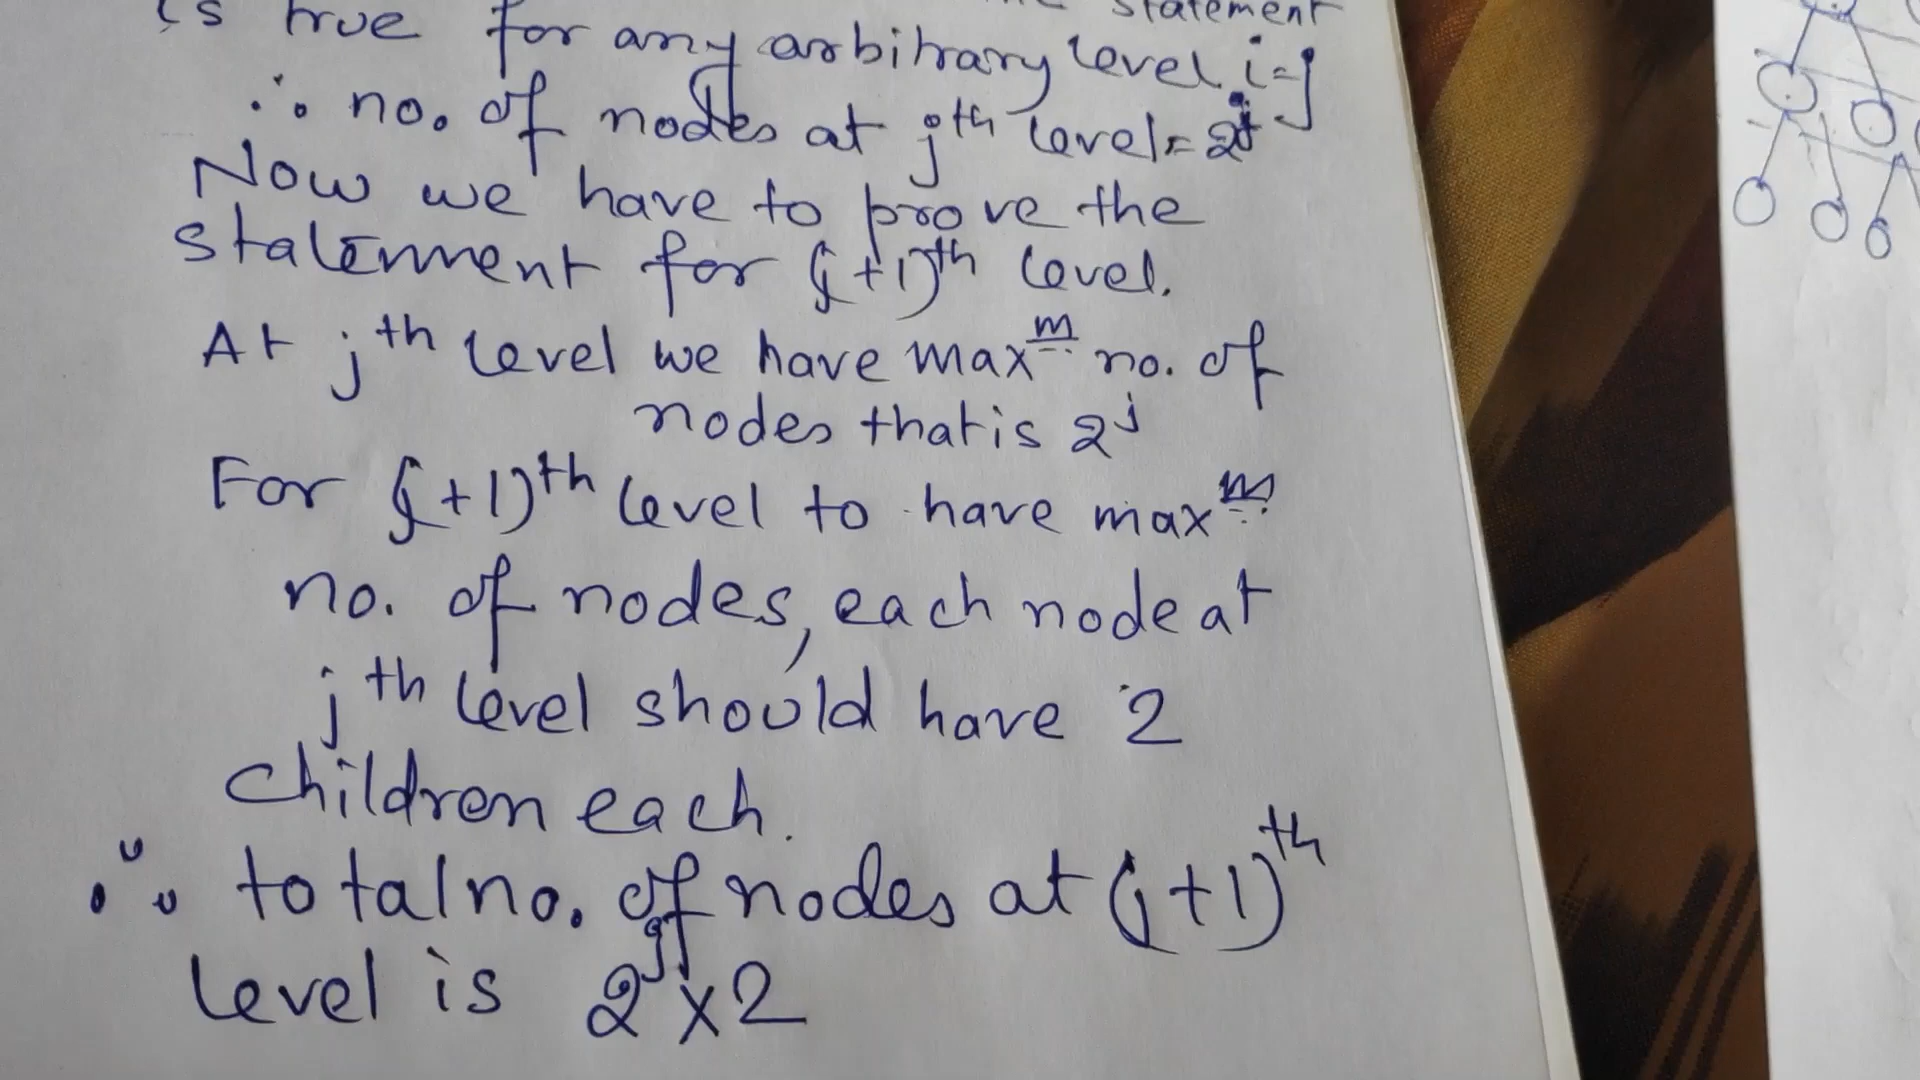 is true for any arbitrary level i=j
statement
∴ no. of nodes at jth level = 2^j
Now we have to prove the
statement for (j+1)th level.
At jth level we have maxm no. of
nodes that is 2^j
For (j+1)th level to have maxm
no. of nodes, each node at
jth level should have 2
children each.
∴ total no. of nodes at (j+1)th
level is 2^j x 2